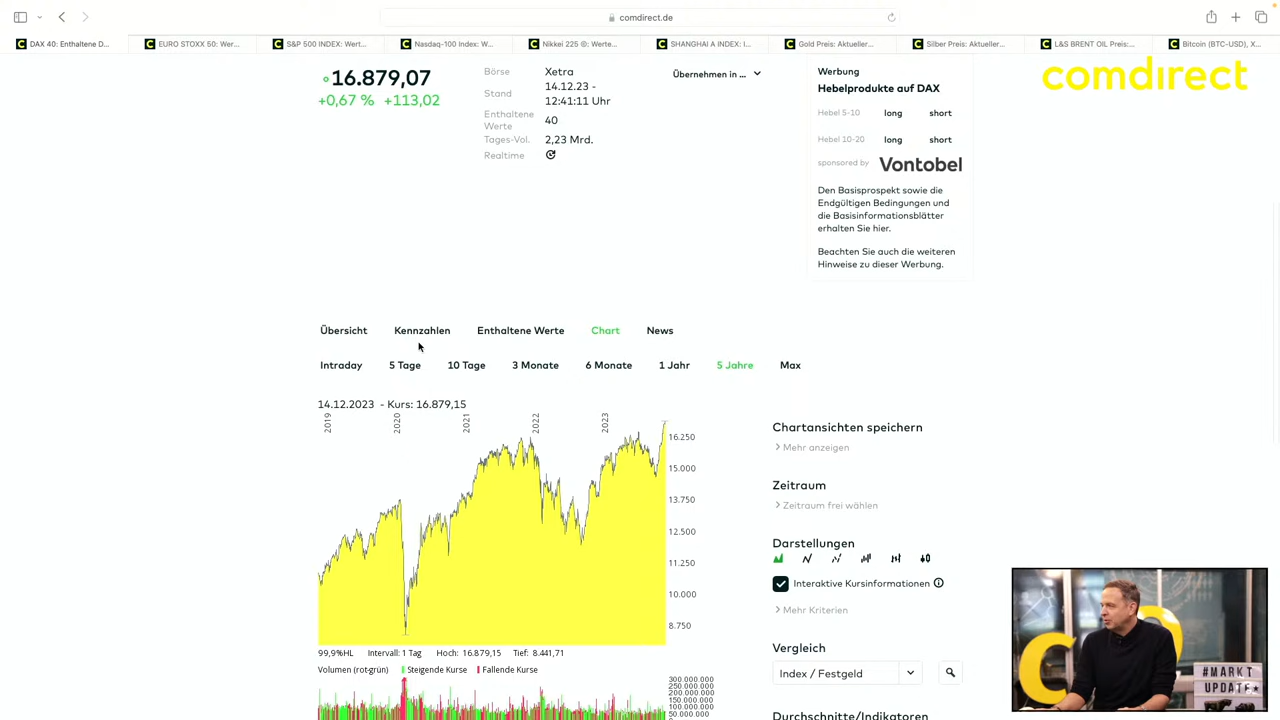 comdirect.de
DAX 40: Enthaltene D...
EURO STOXX 50: Wer...
S&P 500 INDEX: Wert...
Nasdaq-100 Index: W...
Nikkei 225 ®: Werte...
SHANGHAI A INDEX: I...
Gold Preis: Aktueller...
Silber Preis: Aktueller...
L&S BRENT OIL Preis:...
Bitcoin (BTC-USD), X...
comdirect
16.879,07
+0,67 % +113,02
Börse Xetra
Stand 14.12.23 -
12:41:11 Uhr
Enthaltene
Werte 40
Tages-Vol. 2,23 Mrd.
Realtime
Übernehmen in ...
Werbung
Hebelprodukte auf DAX
Hebel 5-10 long short
Hebel 10-20 long short
sponsored by Vontobel
Den Basisprospekt sowie die
Endgültigen Bedingungen und
die Basisinformationsblätter
erhalten Sie hier.
Beachten Sie auch die weiteren
Hinweise zu dieser Werbung.
Übersicht Kennzahlen Enthaltene Werte Chart News
Intraday 5 Tage 10 Tage 3 Monate 6 Monate 1 Jahr 5 Jahre Max
14.12.2023 - Kurs: 16.879,15
2019 2020 2021 2022 2023
16.250
15.000
13.750
12.500
11.250
10.000
8.750
99,9%HL Intervall: 1 Tag Hoch: 16.879,15 Tief: 8.441,71
Volumen (rot-grün) Steigende Kurse Fallende Kurse
300.000.000
250.000.000
200.000.000
150.000.000
100.000.000
50.000.000
Chartansichten speichern
Mehr anzeigen
Zeitraum
Zeitraum frei wählen
Darstellungen
Interaktive Kursinformationen
Mehr Kriterien
Vergleich
Index / Festgeld
Durchschnitte/Indikatoren
#MARKT
UPDATE